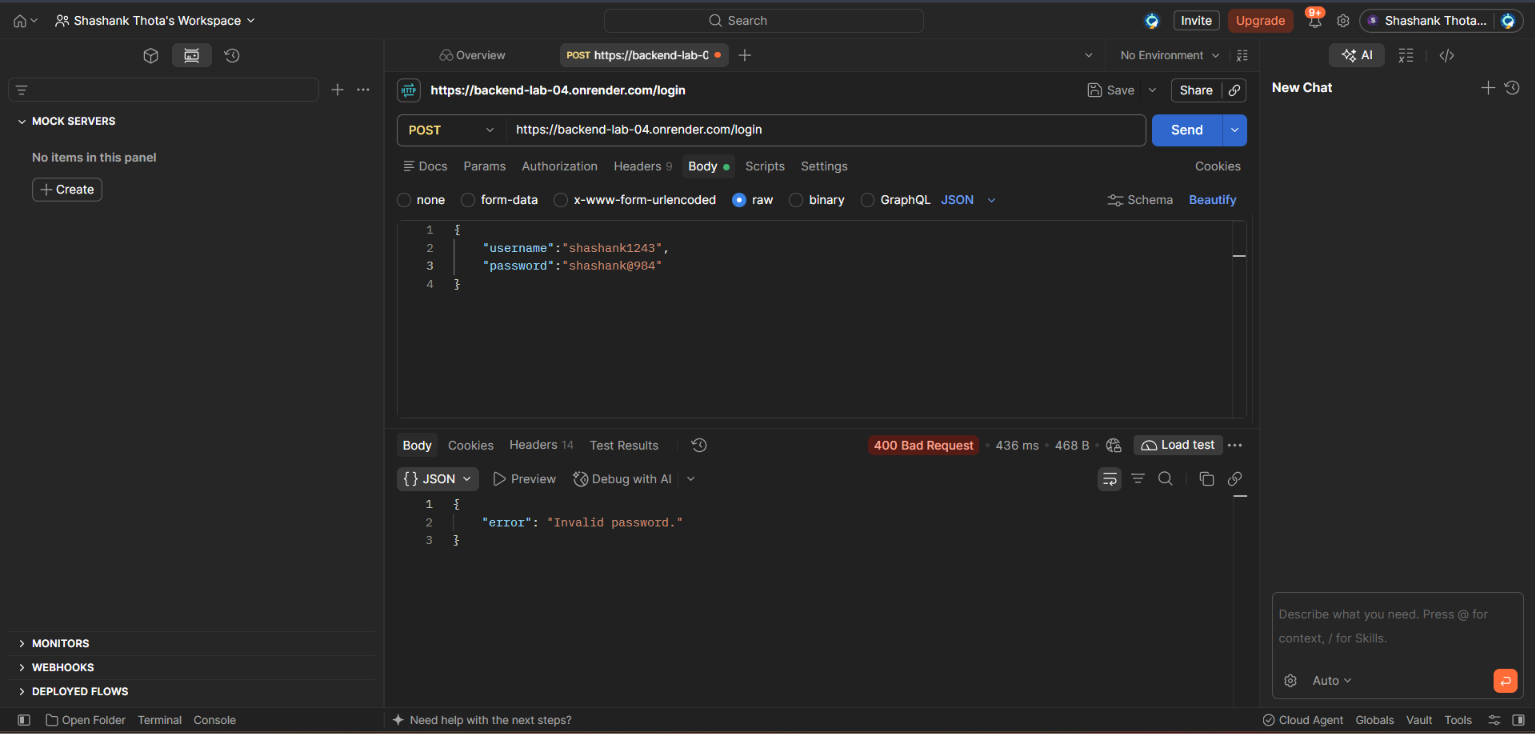 Shashank Thota's Workspace
Search
Invite
Upgrade
9+
S
Shashank Thota...
Overview
POST https://backend-lab-0
No Environment
AI
HTTP
https://backend-lab-04.onrender.com/login
Save
Share
New Chat
MOCK SERVERS
No items in this panel
Create
POST
https://backend-lab-04.onrender.com/login
Send
Docs
Params
Authorization
Headers 9
Body
Scripts
Settings
Cookies
none
form-data
x-www-form-urlencoded
raw
binary
GraphQL
JSON
Schema
Beautify
1 {
2 "username":"shashank1243",
3 "password":"shashank@984"
4 }
Body
Cookies
Headers 14
Test Results
400 Bad Request
436 ms
468 B
Load test
{} JSON
Preview
Debug with AI
1 {
2 "error": "Invalid password."
3 }
MONITORS
WEBHOOKS
DEPLOYED FLOWS
Describe what you need. Press @ for
context, / for Skills.
Auto
Open Folder
Terminal
Console
Need help with the next steps?
Cloud Agent
Globals
Vault
Tools